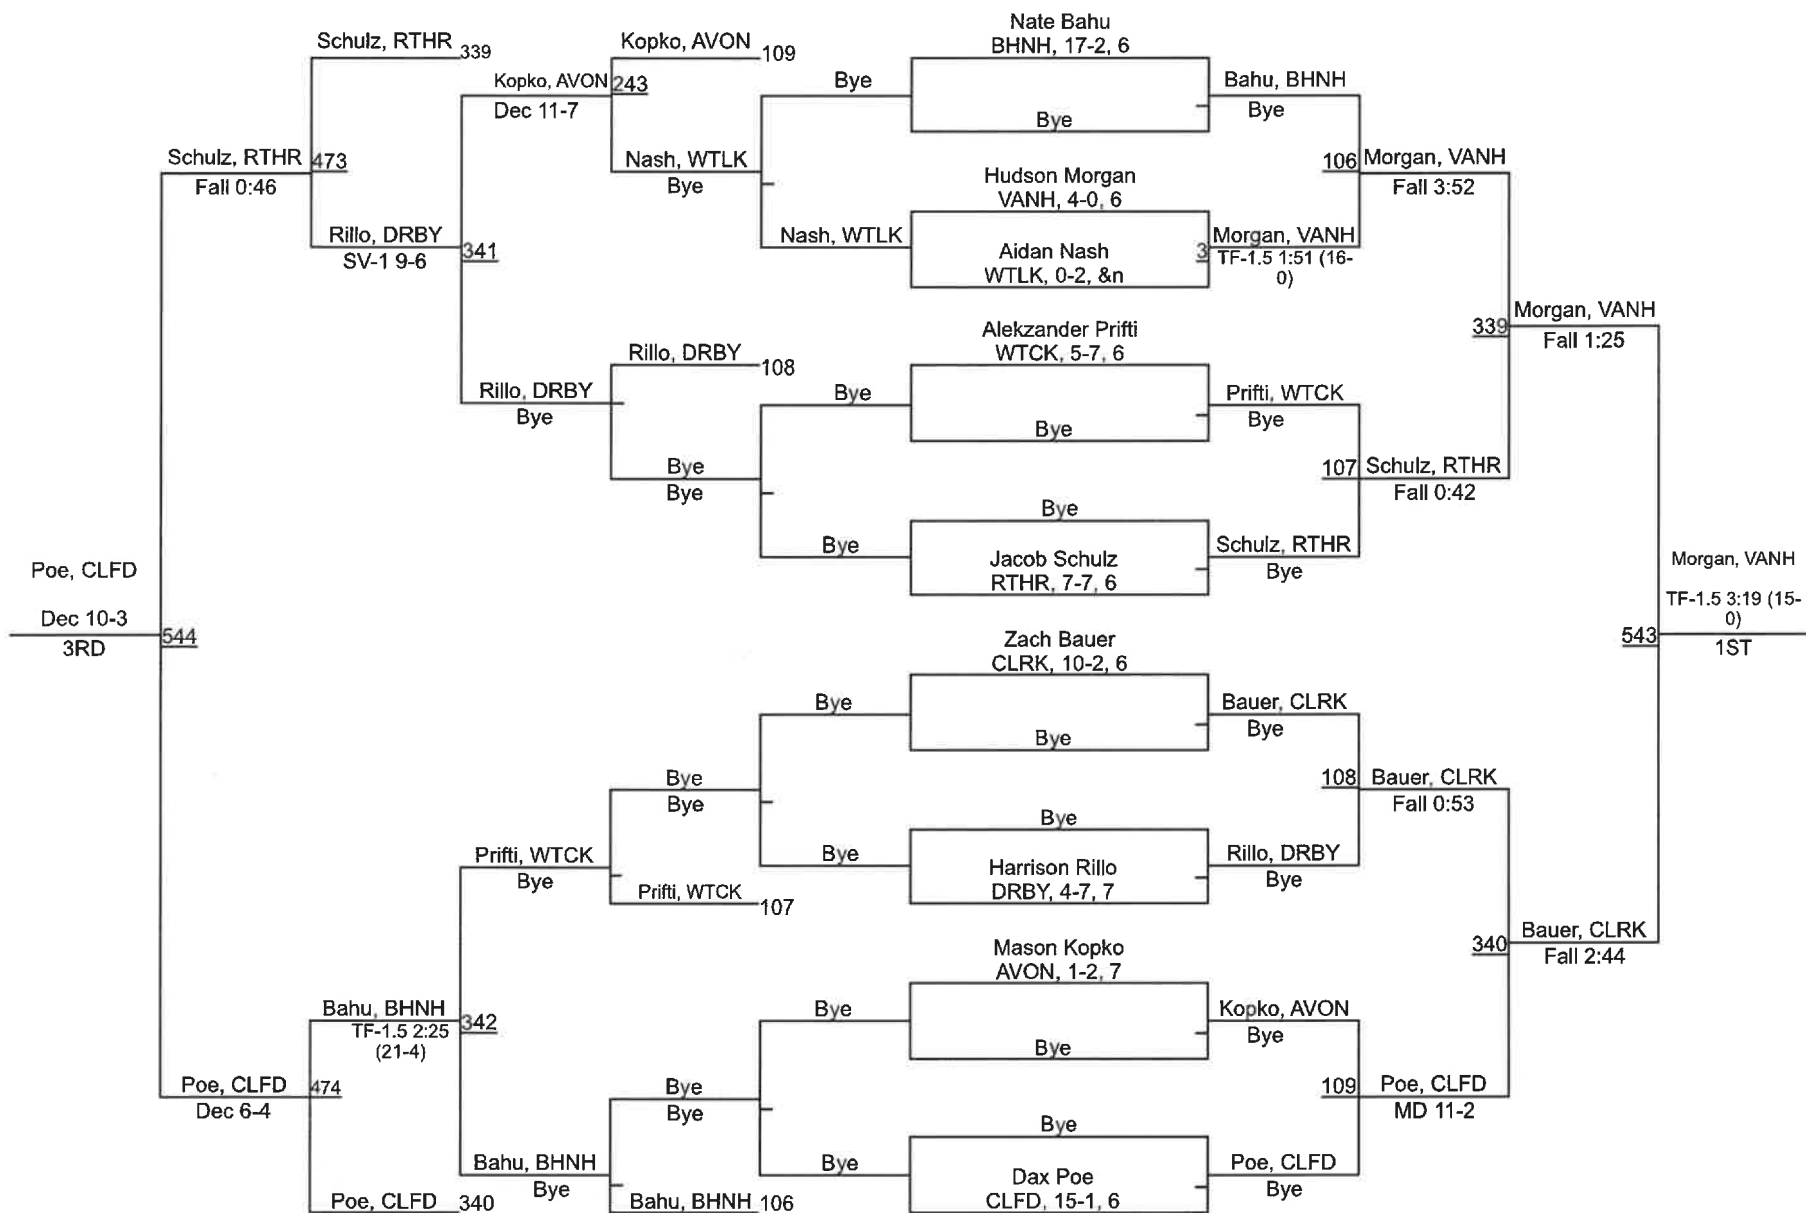 Nate Bahu
BHNH, 17-2, 6
Bye
Hudson Morgan
VANH, 4-0, 6
Aidan Nash
WTLK, 0-2, &n
3
Alekzander Prifti
WTCK, 5-7, 6
Bye
Bye
Jacob Schulz
RTHR, 7-7, 6
Zach Bauer
CLRK, 10-2, 6
Bye
Bye
Harrison Rillo
DRBY, 4-7, 7
Mason Kopko
AVON, 1-2, 7
Bye
Bye
Dax Poe
CLFD, 15-1, 6
Bahu, BHNH
Bye
Morgan, VANH
TF-1.5 1:51 (16-
0)
Prifti, WTCK
Bye
Schulz, RTHR
Bye
Bauer, CLRK
Bye
Rillo, DRBY
Bye
Kopko, AVON
Bye
Poe, CLFD
Bye
106
Morgan, VANH
Fall 3:52
107
Schulz, RTHR
Fall 0:42
108
Bauer, CLRK
Fall 0:53
109
Poe, CLFD
MD 11-2
339
Morgan, VANH
Fall 1:25
340
Bauer, CLRK
Fall 2:44
543
Morgan, VANH
TF-1.5 3:19 (15-
0)
1ST
Bye
Nash, WTLK
Bye
Bye
Bye
Bye
Bye
Bye
Kopko, AVON
109
Nash, WTLK
Bye
Rillo, DRBY
108
Bye
Bye
Bye
Bye
Prifti, WTCK
107
Bye
Bye
Bahu, BHNH
106
Kopko, AVON
243
Dec 11-7
Rillo, DRBY
Bye
Prifti, WTCK
Bye
Bahu, BHNH
Bye
Schulz, RTHR
339
Rillo, DRBY
341
SV-1 9-6
Bahu, BHNH
342
TF-1.5 2:25
(21-4)
Poe, CLFD
340
Schulz, RTHR
473
Fall 0:46
Poe, CLFD
474
Dec 6-4
Poe, CLFD
Dec 10-3
544
3RD